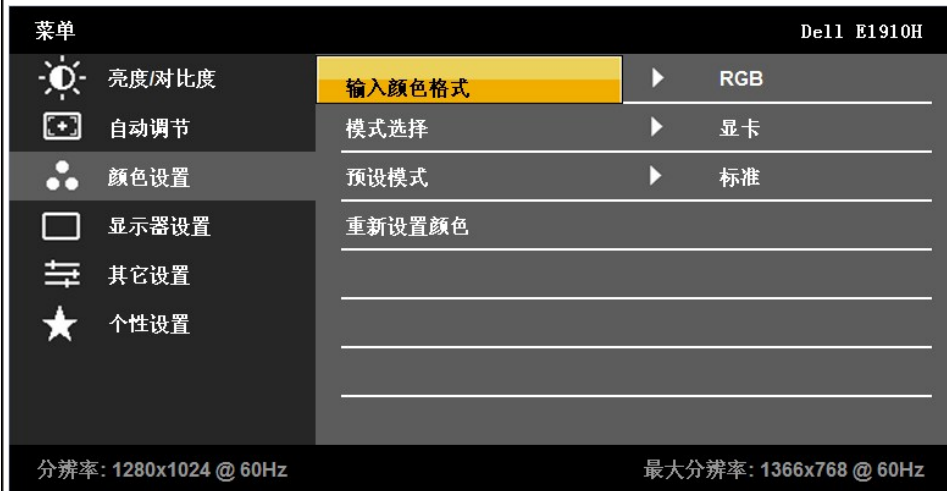 菜单 Dell E1910H
亮度/对比度
输入颜色格式 RGB
自动调节 模式选择 显卡
颜色设置 预设模式 标准
显示器设置 重新设置颜色
其它设置
个性设置
分辨率: 1280x1024 @ 60Hz 最大分辨率: 1366x768 @ 60Hz